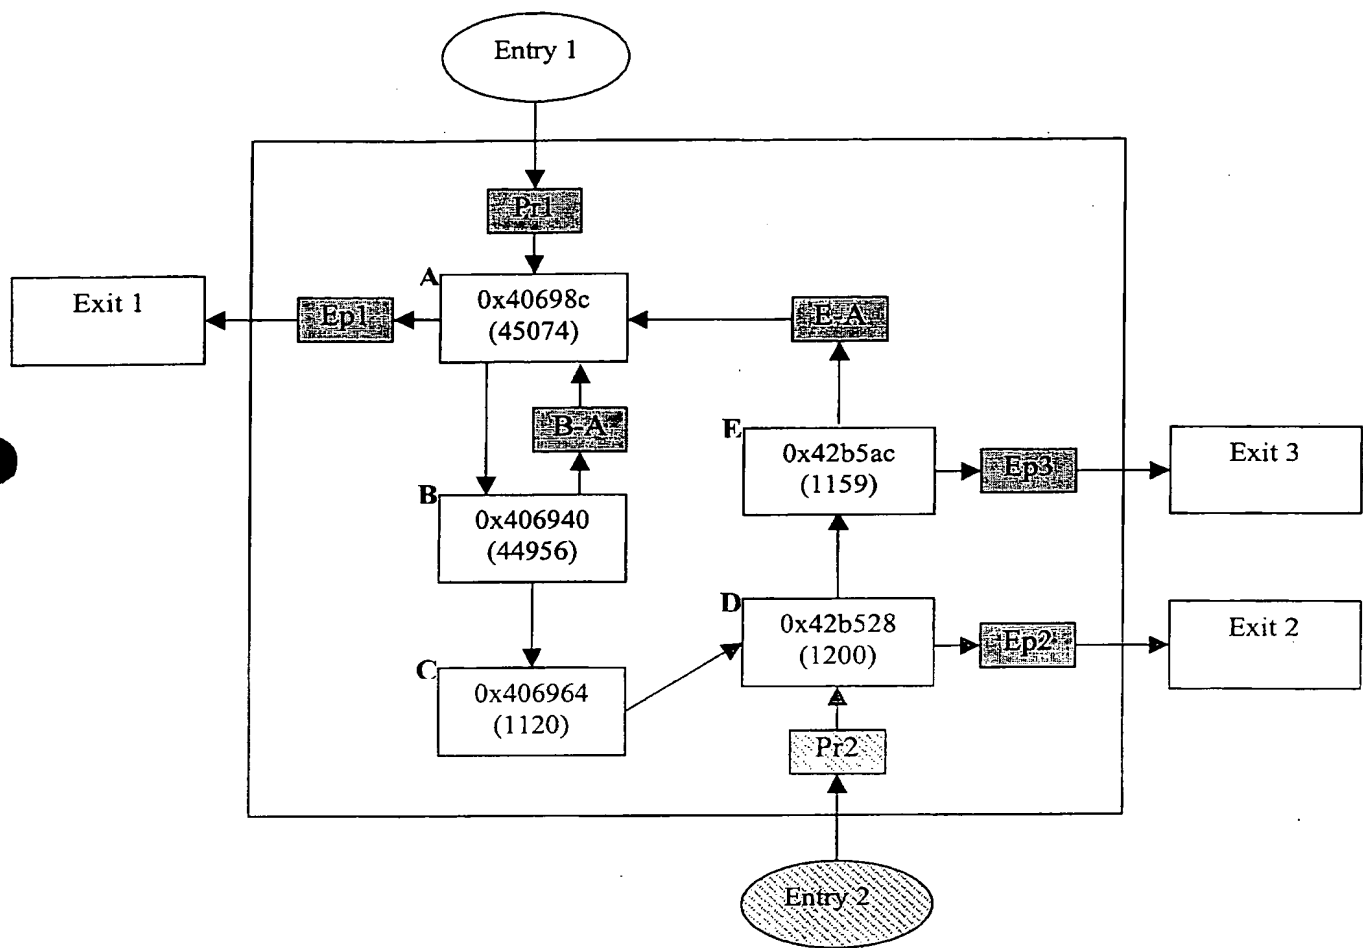 Entry 1
Pr1
A
0x40698c
(45074)
Exit 1
Ep1
E-A
B-A
E
0x42b5ac
(1159)
Ep3
Exit 3
B
0x406940
(44956)
D
0x42b528
(1200)
Ep2
Exit 2
C
0x406964
(1120)
Pr2
Entry 2